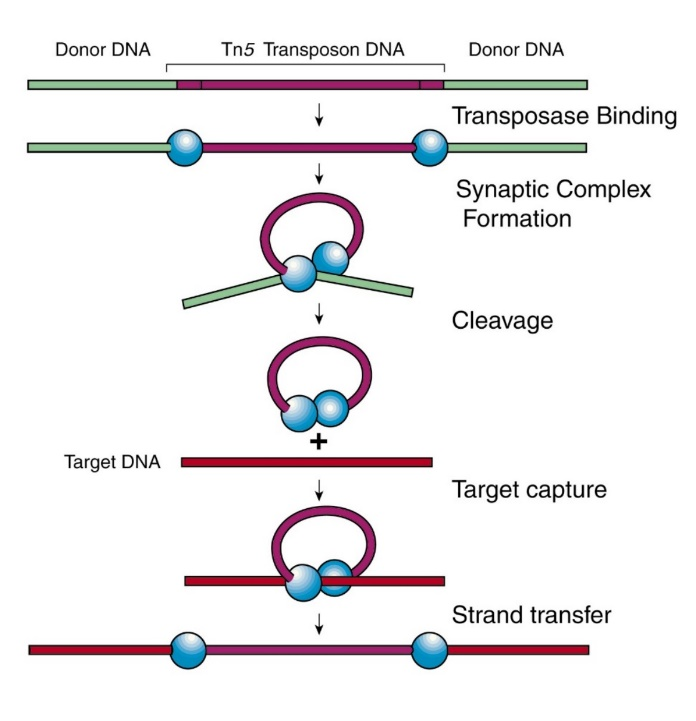 Donor DNA Tn5 Transposon DNA Donor DNA
Transposase Binding
Synaptic Complex
Formation
Cleavage
+
Target DNA
Target capture
Strand transfer